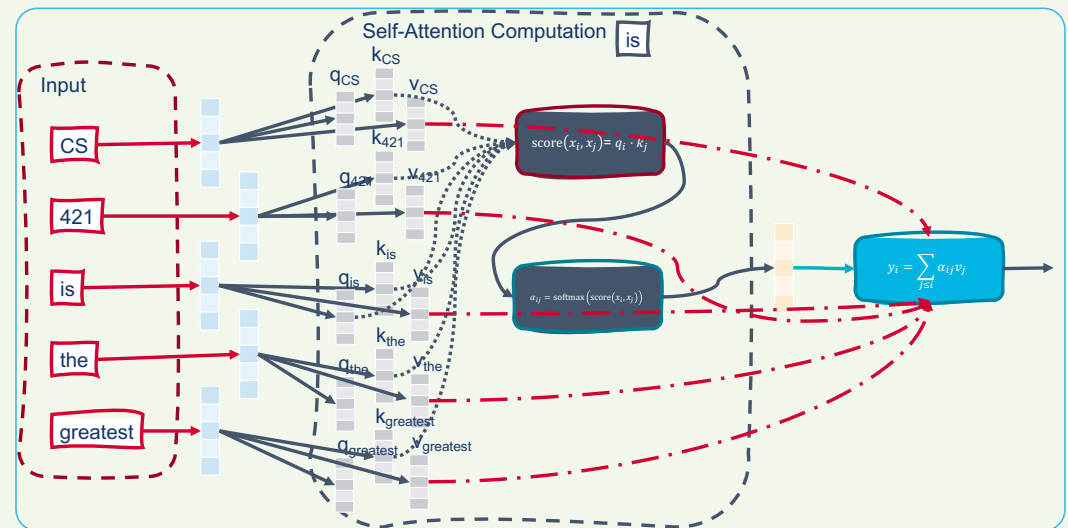 Self-Attention Computation
is
Input
CS
421
is
the
greatest
q_CS
k_CS
v_CS
q_421
k_421
v_421
q_is
k_is
v_is
q_the
k_the
v_the
q_greatest
k_greatest
v_greatest
score(x_i, x_j)= q_i · k_j
α_ij = softmax(score(x_i, x_j))
y_i = ∑_{j≤i} α_ij v_j